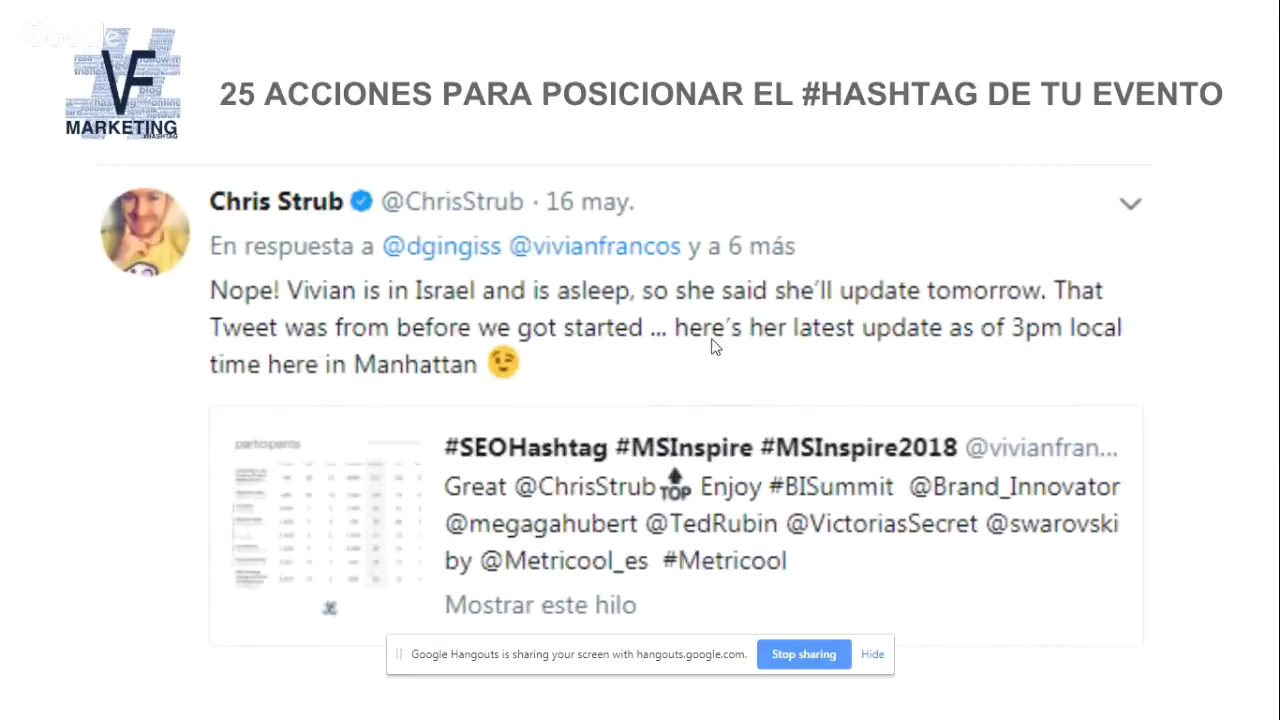 Google
VF
MARKETING
#HASHTAG
25 ACCIONES PARA POSICIONAR EL #HASHTAG DE TU EVENTO
Chris Strub @ChrisStrub · 16 may.
En respuesta a @dgingiss @vivianfrancos y a 6 más
Nope! Vivian is in Israel and is asleep, so she said she'll update tomorrow. That
Tweet was from before we got started ... here's her latest update as of 3pm local
time here in Manhattan 😉
participants
#SEOHashtag #MSInspire #MSInspire2018 @vivianfran...
Great @ChrisStrub TOP Enjoy #BISummit @Brand_Innovator
@megagahubert @TedRubin @VictoriasSecret @swarovski
by @Metricool_es #Metricool
Mostrar este hilo
Google Hangouts is sharing your screen with hangouts.google.com. Stop sharing Hide